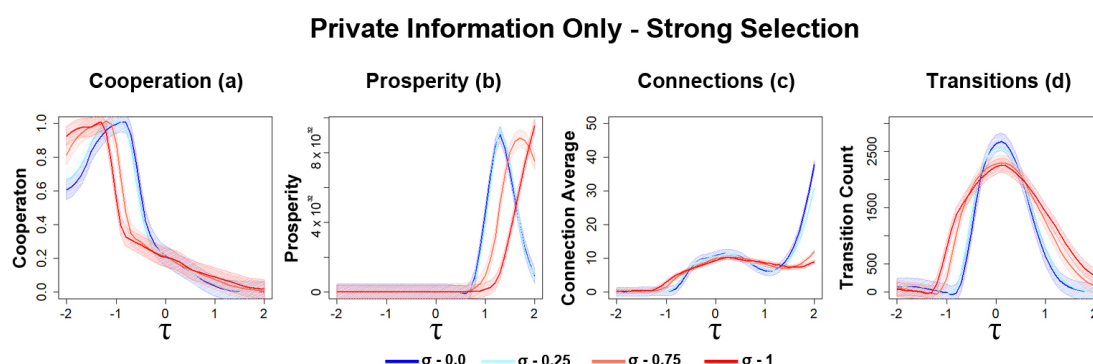 Private Information Only - Strong Selection
Cooperation (a)
Prosperity (b)
Connections (c)
Transitions (d)
Cooperaton
0.0 0.2 0.4 0.6 0.8 1.0
-2 -1 0 1 2
τ
Prosperity
0 4 x 10³² 8 x 10³²
-2 -1 0 1 2
τ
Connection Average
0 10 20 30 40 50
-2 -1 0 1 2
τ
Transition Count
0 500 1500 2500
-2 -1 0 1 2
τ
σ - 0.0 σ - 0.25 σ - 0.75 σ - 1